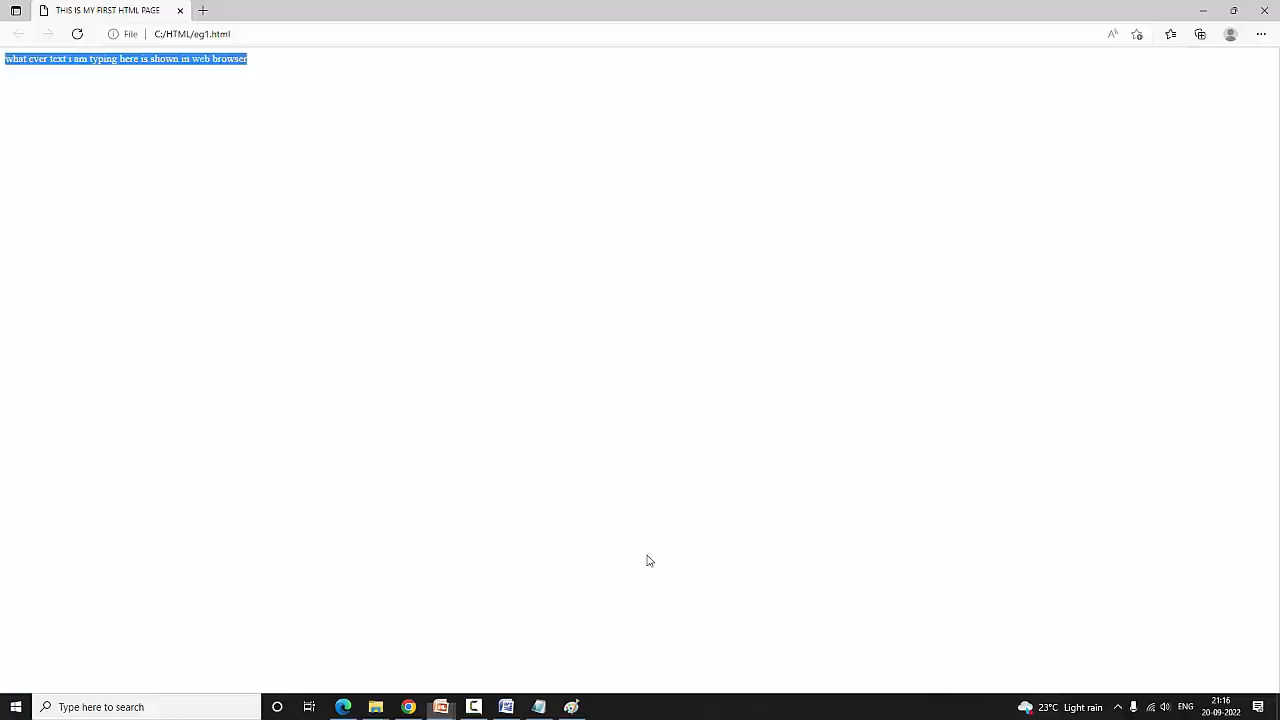 THIS IS MY FIRST HTML PAGE
File C:/HTML/eg1.html
what ever text i am typing here is shown in web browser
Type here to search
23°C Light rain
ENG
21:16
20-09-2022